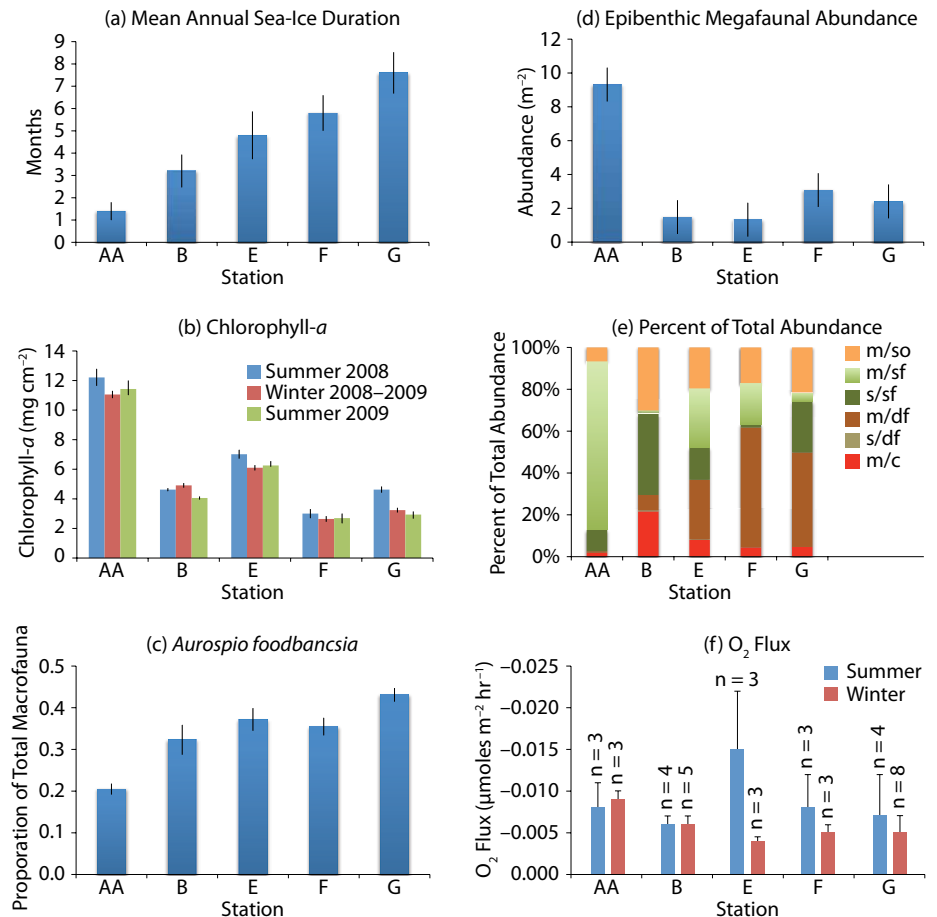 (a) Mean Annual Sea-Ice Duration
9
8
7
6
5
4
3
2
1
0
Months
AA B E F G
Station
(d) Epibenthic Megafaunal Abundance
12
10
8
6
4
2
0
Abundance (m⁻²)
AA B E F G
Station
(b) Chlorophyll-a
14
12
10
8
6
4
2
0
Chlorophyll-a (mg cm⁻²)
Summer 2008
Winter 2008–2009
Summer 2009
AA B E F G
Station
(e) Percent of Total Abundance
100%
80%
60%
40%
20%
0%
Percent of Total Abundance
m/so
m/sf
s/sf
m/df
s/df
m/c
AA B E F G
Station
(c) Aurospio foodbancsia
0.5
0.4
0.3
0.2
0.1
0.0
Proporation of Total Macrofauna
AA B E F G
Station
(f) O₂ Flux
–0.025
–0.020
–0.015
–0.010
–0.005
0.000
O₂ Flux (µmoles m⁻² hr⁻¹)
Summer
Winter
n = 3
n = 3
n = 4
n = 5
n = 3
n = 3
n = 3
n = 3
n = 4
n = 8
AA B E F G
Station